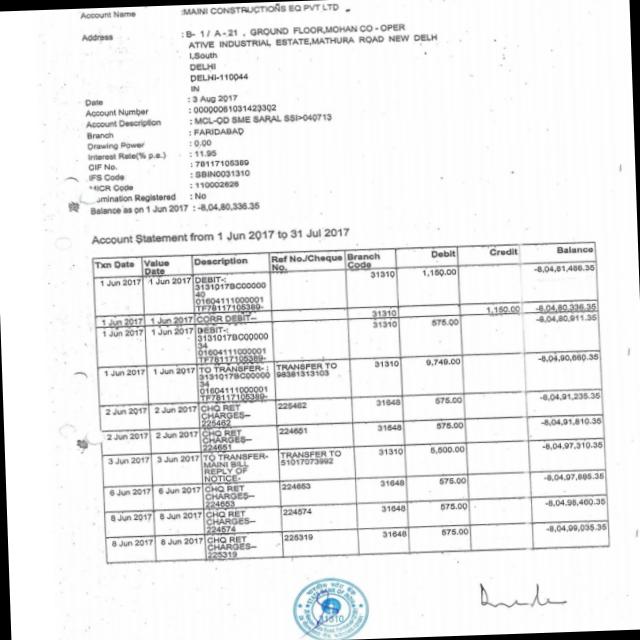 Account Name :MAINI CONSTRUCTIONS EQ PVT LTD
Address : B- 1 / A - 21 , GROUND FLOOR,MOHAN CO - OPER
ATIVE INDUSTRIAL ESTATE,MATHURA ROAD NEW DELH
I,South
DELHI
DELHI-110044
IN
Date : 3 Aug 2017
Account Number : 00000061031423302
Account Description : MCL-OD SME SARAL SSI>040713
Branch : FARIDABAD
Drawing Power : 0.00
Interest Rate(% p.a.) : 11.95
CIF No. : 78117105389
IFS Code : SBIN0031310
MICR Code : 110002626
omination Registered : No
Balance as on 1 Jun 2017 : -8,04,80,336.35
Account Statement from 1 Jun 2017 to 31 Jul 2017
Txn Date Value Description Ref No./Cheque Branch Debit Credit Balance
Date No. Code
1 Jun 2017 1 Jun 2017 DEBIT-: 31310 1,150.00 -8,04,81,486.35
3131017BC00000
40
01604111000001
TF78117105389-
1 Jun 2017 1 Jun 2017 CORR DEBIT-- 31310 1,150.00 -8,04,80,336.35
1 Jun 2017 1 Jun 2017 DEBIT-: 31310 575.00 -8,04,80,911.35
3131017BC00000
34
01604111000001
TF78117105389-
1 Jun 2017 1 Jun 2017 TO TRANSFER-: TRANSFER TO 31310 9,749.00 -8,04,90,660.35
3131017BC00000 98381313103
34
01604111000001
TF78117105389-
2 Jun 2017 2 Jun 2017 CHQ RET 225462 31648 575.00 -8,04,91,235.35
CHARGES--
225462
2 Jun 2017 2 Jun 2017 CHQ RET 224651 31648 575.00 -8,04,91,810.35
CHARGES--
224651
3 Jun 2017 3 Jun 2017 TO TRANSFER- TRANSFER TO 31310 5,500.00 -8,04,97,310.35
MAINI BILL 51017073992
REPLY OF
NOTICE-
6 Jun 2017 6 Jun 2017 CHQ RET 224653 31648 575.00 -8,04,97,885.35
CHARGES--
224653
8 Jun 2017 8 Jun 2017 CHQ RET 224574 31648 575.00 -8,04,98,460.35
CHARGES--
224574
8 Jun 2017 8 Jun 2017 CHQ RET 225319 31648 575.00 -8,04,99,035.35
CHARGES--
225319
31310